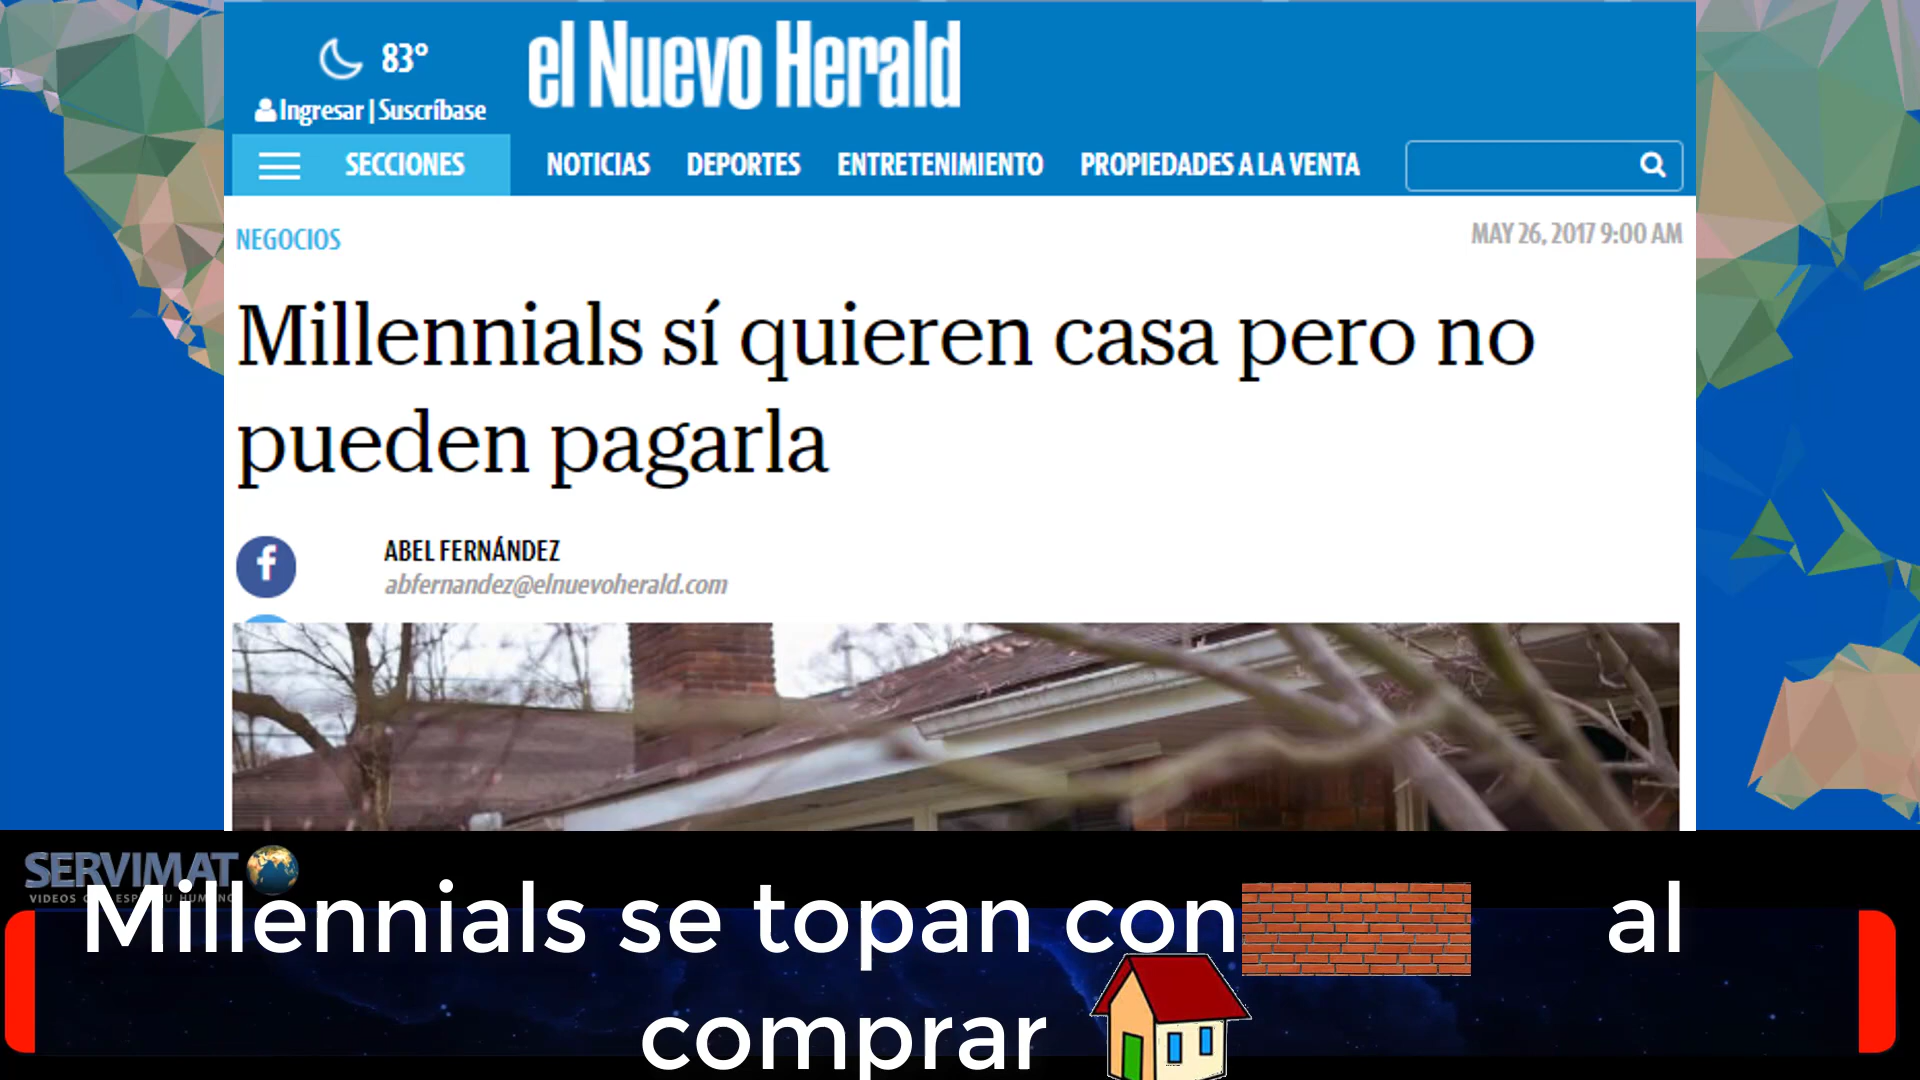 83°
el Nuevo Herald
Ingresar | Suscríbase
SECCIONES NOTICIAS DEPORTES ENTRETENIMIENTO PROPIEDADES A LA VENTA
NEGOCIOS
MAY 26, 2017 9:00 AM
Millennials sí quieren casa pero no
pueden pagarla
f
ABEL FERNÁNDEZ
abfernandez@elnuevoherald.com
SERVIMAT
VIDEOS
Millennials se topan con al
comprar